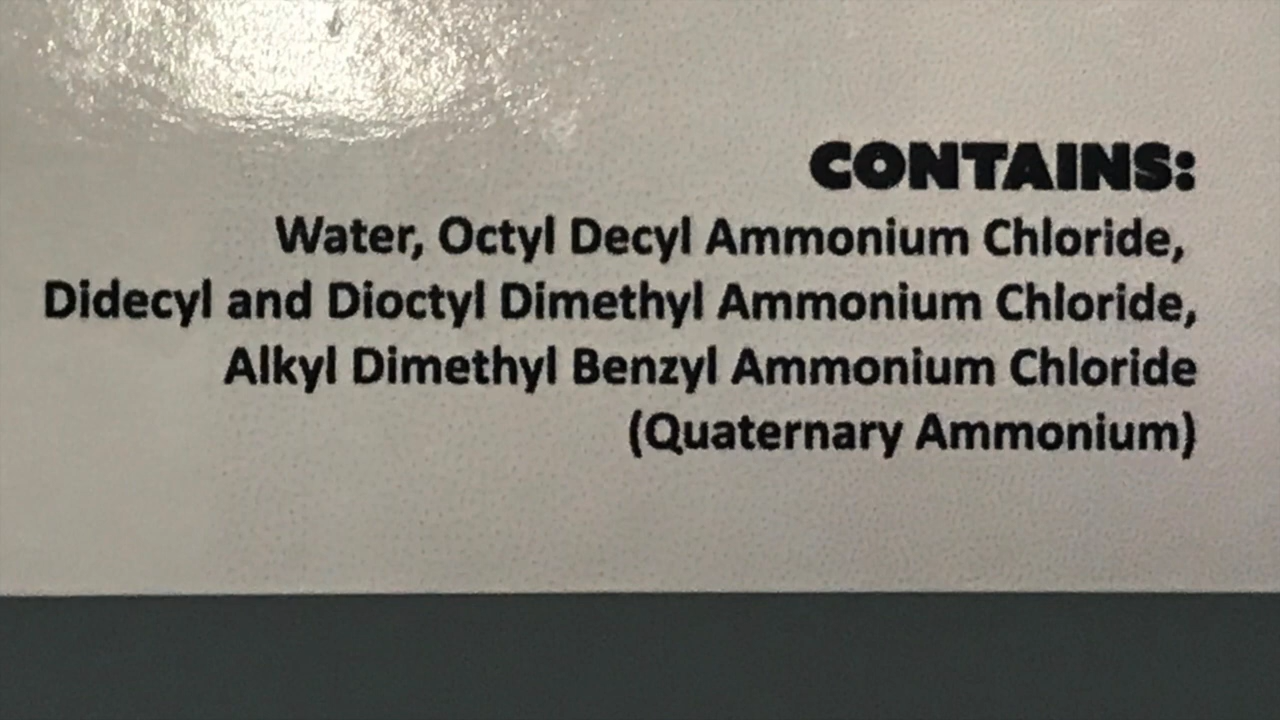 CONTAINS:
Water, Octyl Decyl Ammonium Chloride,
Didecyl and Dioctyl Dimethyl Ammonium Chloride,
Alkyl Dimethyl Benzyl Ammonium Chloride
(Quaternary Ammonium)